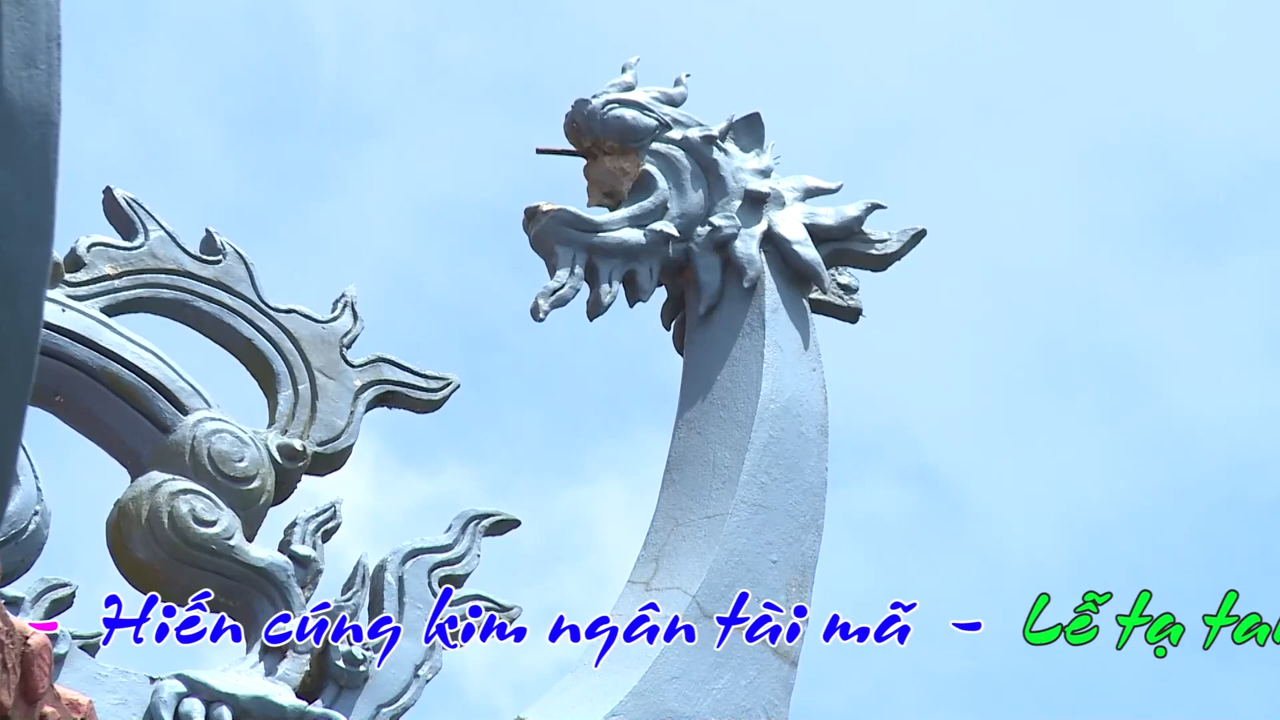 - Hiến cúng kim ngân tài mã - Lễ tạ